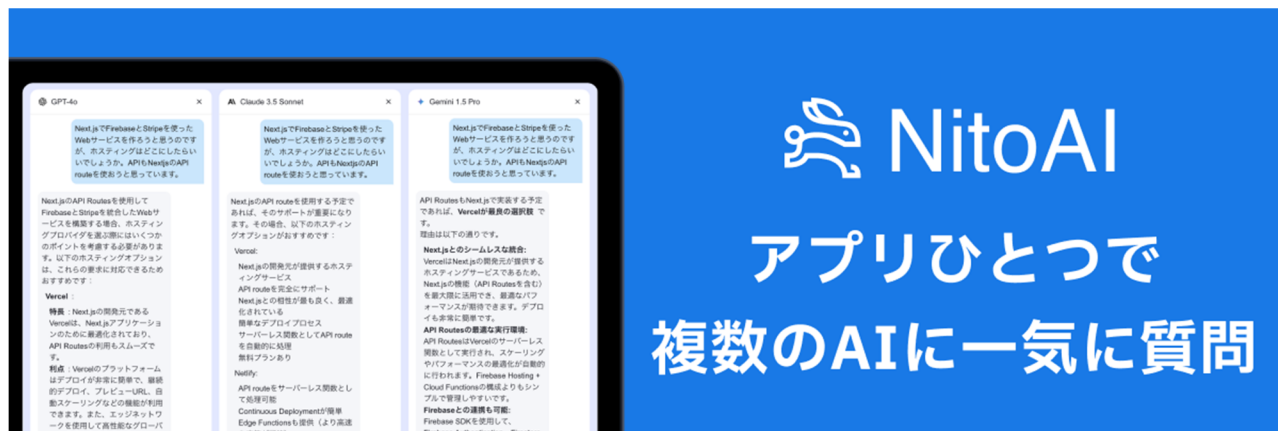 GPT-4o
Next.jsでFirebaseとStripeを使った
Webサービスを作ろうと思うのです
が、ホスティングはどこにしたらい
いでしょうか。APIもNextjsのAPI
routeを使おうと思っています。
Next.jsのAPI Routesを使用して
FirebaseとStripeを統合したWebサ
ービスを構築する場合、ホスティン
グプロバイダを選ぶ際にはいくつか
のポイントを考慮する必要がありま
す。以下のホスティングオプション
は、これらの要求に対応できるため
おすすめです：
Vercel：
特長：Next.jsの開発元である
Vercelは、Next.jsアプリケーショ
ンのために最適化されており、
API Routesの利用もスムーズで
す。
利点：Vercelのプラットフォーム
はデプロイが非常に簡単で、継続
的デプロイ、プレビューURL、自
動スケーリングなどの機能が利用
できます。また、エッジネットワ
ークを使用して高性能なグローバ
Claude 3.5 Sonnet
Next.jsでFirebaseとStripeを使った
Webサービスを作ろうと思うのです
が、ホスティングはどこにしたらい
いでしょうか。APIもNextjsのAPI
routeを使おうと思っています。
Next.jsのAPI routeを使用する予定で
あれば、そのサポートが重要になり
ます。その場合、以下のホスティン
グオプションがおすすめです：
Vercel:
Next.jsの開発元が提供するホステ
ィングサービス
API routeを完全にサポート
Next.jsとの相性が最も良く、最適
化されている
簡単なデプロイプロセス
サーバーレス関数としてAPI route
を自動的に処理
無料プランあり
Netlify:
API routeをサーバーレス関数とし
て処理可能
Continuous Deploymentが簡単
Edge Functionsも提供（より高速
Gemini 1.5 Pro
Next.jsでFirebaseとStripeを使った
Webサービスを作ろうと思うのです
が、ホスティングはどこにしたらい
いでしょうか。APIもNextjsのAPI
routeを使おうと思っています。
API RoutesもNext.jsで実装する予定
であれば、Vercelが最良の選択肢 で
す。
理由は以下の通りです。
Next.jsとのシームレスな統合:
VercelはNext.jsの開発元が提供する
ホスティングサービスであるため、
Next.jsの機能（API Routesを含む）
を最大限に活用でき、最適なパフ
ォーマンスが期待できます。デプロ
イも非常に簡単です。
API Routesの最適な実行環境:
API RoutesはVercelのサーバーレス
関数として実行され、スケーリング
やパフォーマンスの最適化が自動的
に行われます。Firebase Hosting +
Cloud Functionsの構成よりもシン
プルで管理しやすいです。
Firebaseとの連携も可能:
Firebase SDKを使用して、
NitoAI
アプリひとつで
複数のAIに一気に質問